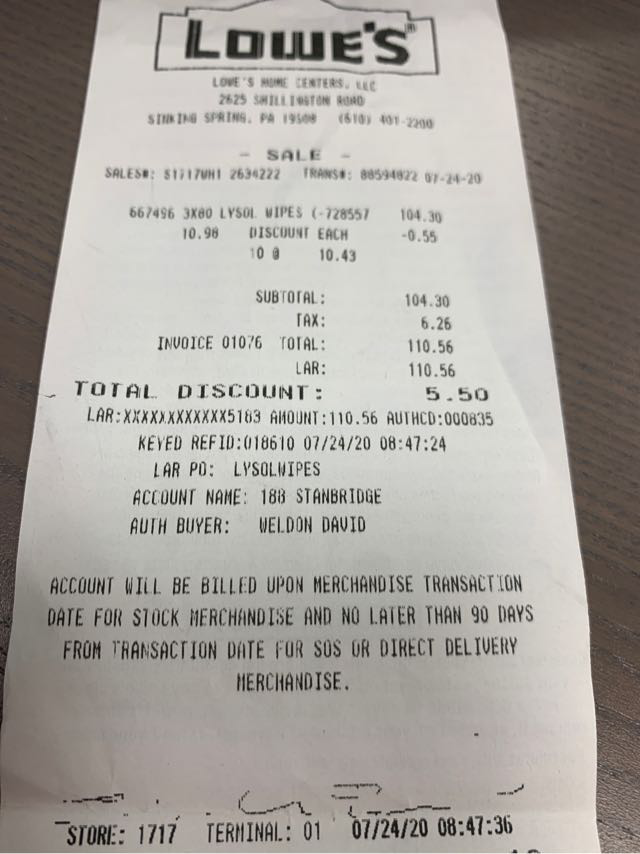 LOWE'S
LOWE'S HOME CENTERS, LLC
2625 SHILLINGTON ROAD
SINKING SPRING, PA 19508 (610) 401-2200
- SALE -
SALES#: S1717WH1 2634222 TRANS#: 88594822 07-24-20
667496 3X80 LYSOL WIPES (-728557 104.30
10.98 DISCOUNT EACH -0.55
10 @ 10.43
SUBTOTAL: 104.30
TAX: 6.26
INVOICE 01076 TOTAL: 110.56
LAR: 110.56
TOTAL DISCOUNT: 5.50
LAR:XXXXXXXXXXXX5183 AMOUNT:110.56 AUTHCD:000835
KEYED REFID:018610 07/24/20 08:47:24
LAR PO: LYSOLWIPES
ACCOUNT NAME: 188 STANBRIDGE
AUTH BUYER: WELDON DAVID
ACCOUNT WILL BE BILLED UPON MERCHANDISE TRANSACTION
DATE FOR STOCK MERCHANDISE AND NO LATER THAN 90 DAYS
FROM TRANSACTION DATE FOR SOS OR DIRECT DELIVERY
MERCHANDISE.
STORE: 1717 TERMINAL: 01 07/24/20 08:47:36